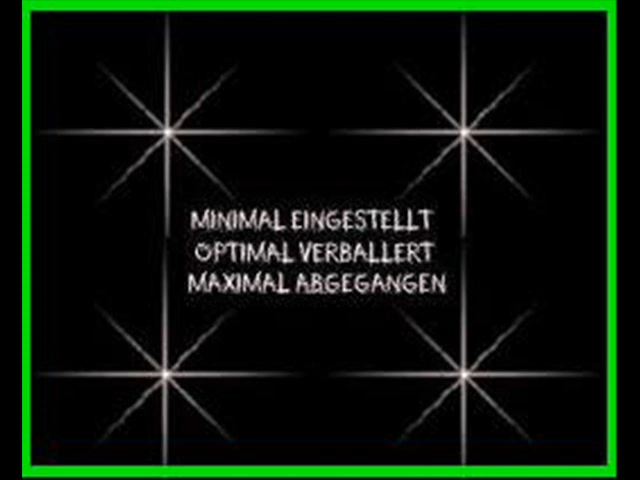 MINIMAL EINGESTELLT
OPTIMAL VERBALLERT
MAXIMAL ABGEGANGEN